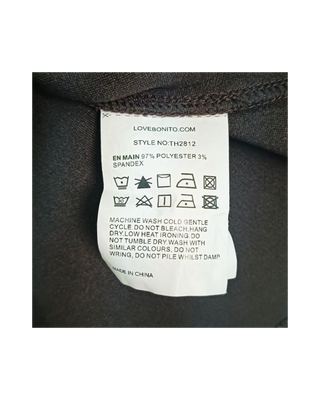 LOVEBONITO.COM
STYLE NO:TH2812
EN MAIN 97% POLYESTER 3%
SPANDEX
MACHINE WASH COLD GENTLE
CYCLE. DO NOT BLEACH.HANG
DRY.LOW HEAT IRONING.DO
NOT TUMBLE DRY.WASH WITH
SIMILAR COLOURS, DO NOT
WRING, DO NOT PILE WHILST DAMP.
MADE IN CHINA